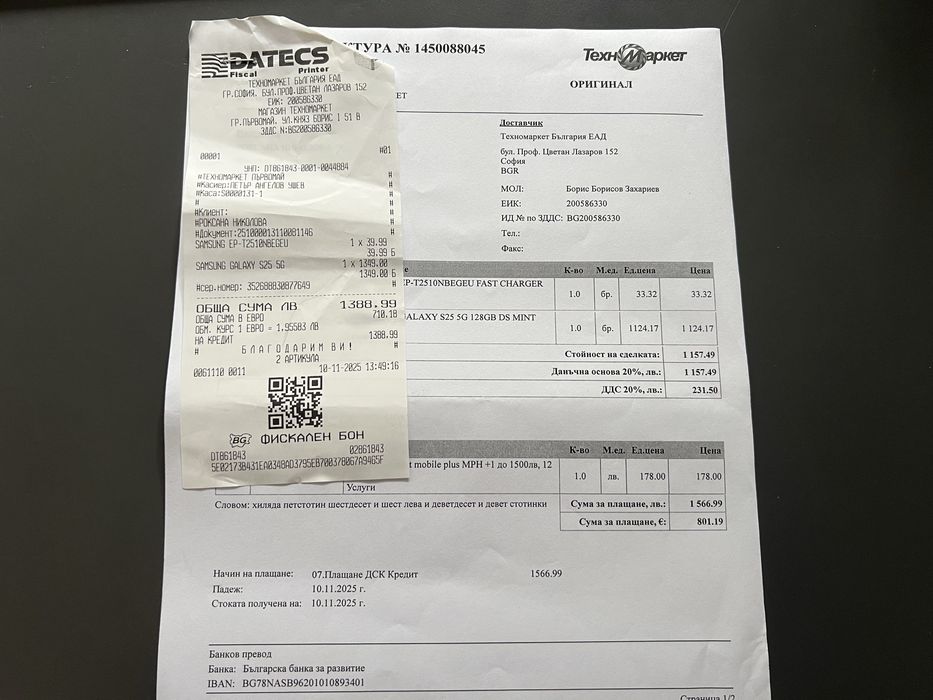 DATECS
Fiscal Printer
ТЕХНОМАРКЕТ БЪЛГАРИЯ ЕАД
ГР.СОФИЯ. БУЛ.ПРОФ.ЦВЕТАН ЛАЗАРОВ 152
ЕИК: 200586330
МАГАЗИН ТЕХНОМАРКЕТ
ГР.ПЪРВОМАЙ. УЛ.КНЯЗ БОРИС I 51 В
ЗДДС N:BG200586330
00001 #01
УНП: DT861843-0001-0044884
#ТЕХНОМАРКЕТ ПЪРВОМАЙ #
#Касиер:ПЕТЪР АНГЕЛОВ УШЕВ #
#Каса:S0000131-1 #
# #
#Клиент: #
#РОКСАНА НИКОЛОВА #
#Документ:251000013110081146 #
SAMSUNG EP-T2510NBEGEU 1 x 39.99
39.99 Б
SAMSUNG GALAXY S25 5G 1 x 1349.00
1349.00 Б
#сер.номер: 352688830877649 #
ОБЩА СУМА ЛВ 1388.99
ОБЩА СУМА В ЕВРО 710.18
ОБМ. КУРС 1 ЕВРО = 1.95583 ЛВ
НА КРЕДИТ 1388.99
# БЛАГОДАРИМ ВИ! #
2 АРТИКУЛА
0061110 0011 10-11-2025 13:49:16
BG ФИСКАЛЕН БОН
DT861843 02861843
5E02173B431EA034BAD3795EB700378067A9465F
КТУРА № 1450088045
ТехноМаркет
ОРИГИНАЛ
ЕТ
Доставчик
Техномаркет България ЕАД
бул. Проф. Цветан Лазаров 152
София
BGR
МОЛ: Борис Борисов Захариев
ЕИК: 200586330
ИД № по ЗДДС: BG200586330
Тел.:
Факс:
е К-во М.ед. Ед.цена Цена
EP-T2510NBEGEU FAST CHARGER 1.0 бр. 33.32 33.32
GALAXY S25 5G 128GB DS MINT 1.0 бр. 1124.17 1 124.17
Стойност на сделката: 1 157.49
Данъчна основа 20%, лв.: 1 157.49
ДДС 20%, лв.: 231.50
К-во М.ед. Ед.цена Цена
t mobile plus MPH +1 до 1500лв, 12 1.0 лв. 178.00 178.00
Услуги
Словом: хиляда петстотин шестдесет и шест лева и деветдесет и девет стотинки
Сума за плащане, лв.: 1 566.99
Сума за плащане, €: 801.19
Начин на плащане: 07.Плащане ДСК Кредит 1566.99
Падеж: 10.11.2025 г.
Стоката получена на: 10.11.2025 г.
Банков превод
Банка: Българска банка за развитие
IBAN: BG78NASB96201010893401
Страница 1/2